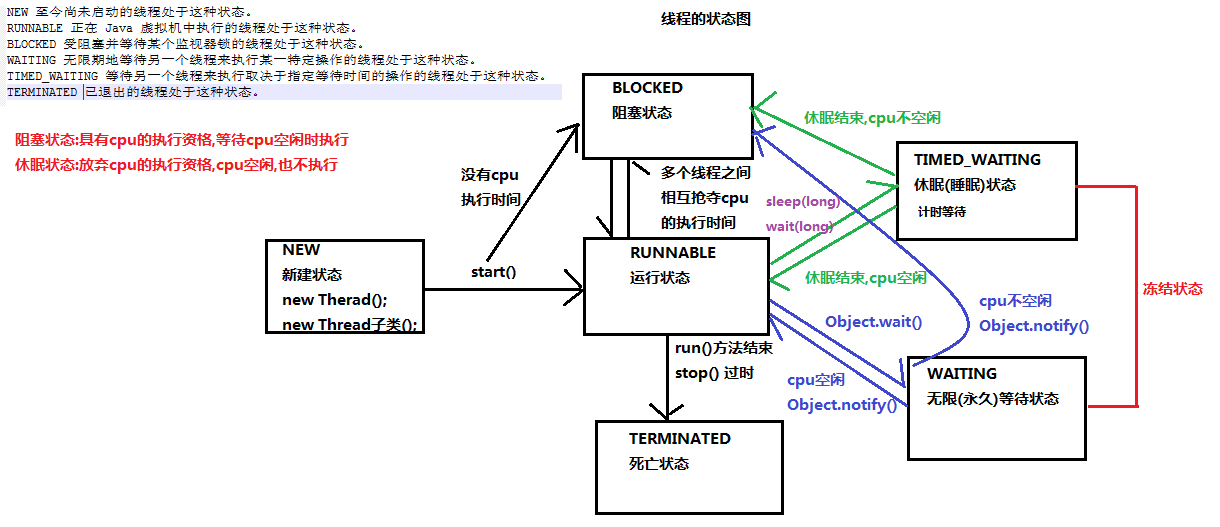 NEW 至今尚未启动的线程处于这种状态。
RUNNABLE 正在 Java 虚拟机中执行的线程处于这种状态。
BLOCKED 受阻塞并等待某个监视器锁的线程处于这种状态。
WAITING 无限期地等待另一个线程来执行某一特定操作的线程处于这种状态。
TIMED_WAITING 等待另一个线程来执行取决于指定等待时间的操作的线程处于这种状态。
TERMINATED 已退出的线程处于这种状态。
线程的状态图
阻塞状态:具有cpu的执行资格,等待cpu空闲时执行
休眠状态:放弃cpu的执行资格,cpu空闲,也不执行
BLOCKED
阻塞状态
休眠结束,cpu不空闲
TIMED_WAITING
休眠(睡眠)状态
计时等待
没有cpu
执行时间
多个线程之间
相互抢夺cpu
的执行时间
sleep(long)
wait(long)
NEW
新建状态
new Therad();
new Thread子类();
start()
RUNNABLE
运行状态
休眠结束,cpu空闲
冻结状态
cpu不空闲
Object.notify()
Object.wait()
run()方法结束
stop() 过时
cpu空闲
Object.notify()
WAITING
无限(永久)等待状态
TERMINATED
死亡状态